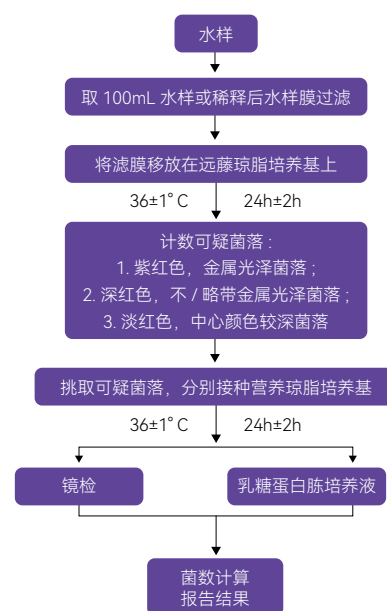 水样
取 100mL 水样或稀释后水样膜过滤
将滤膜移放在远藤琼脂培养基上
36±1°C 24h±2h
计数可疑菌落 :
1. 紫红色，金属光泽菌落 ;
2. 深红色，不 / 略带金属光泽菌落 ;
3. 淡红色，中心颜色较深菌落
挑取可疑菌落，分别接种营养琼脂培养基
36±1°C 24h±2h
镜检 乳糖蛋白胨培养液
菌数计算
报告结果